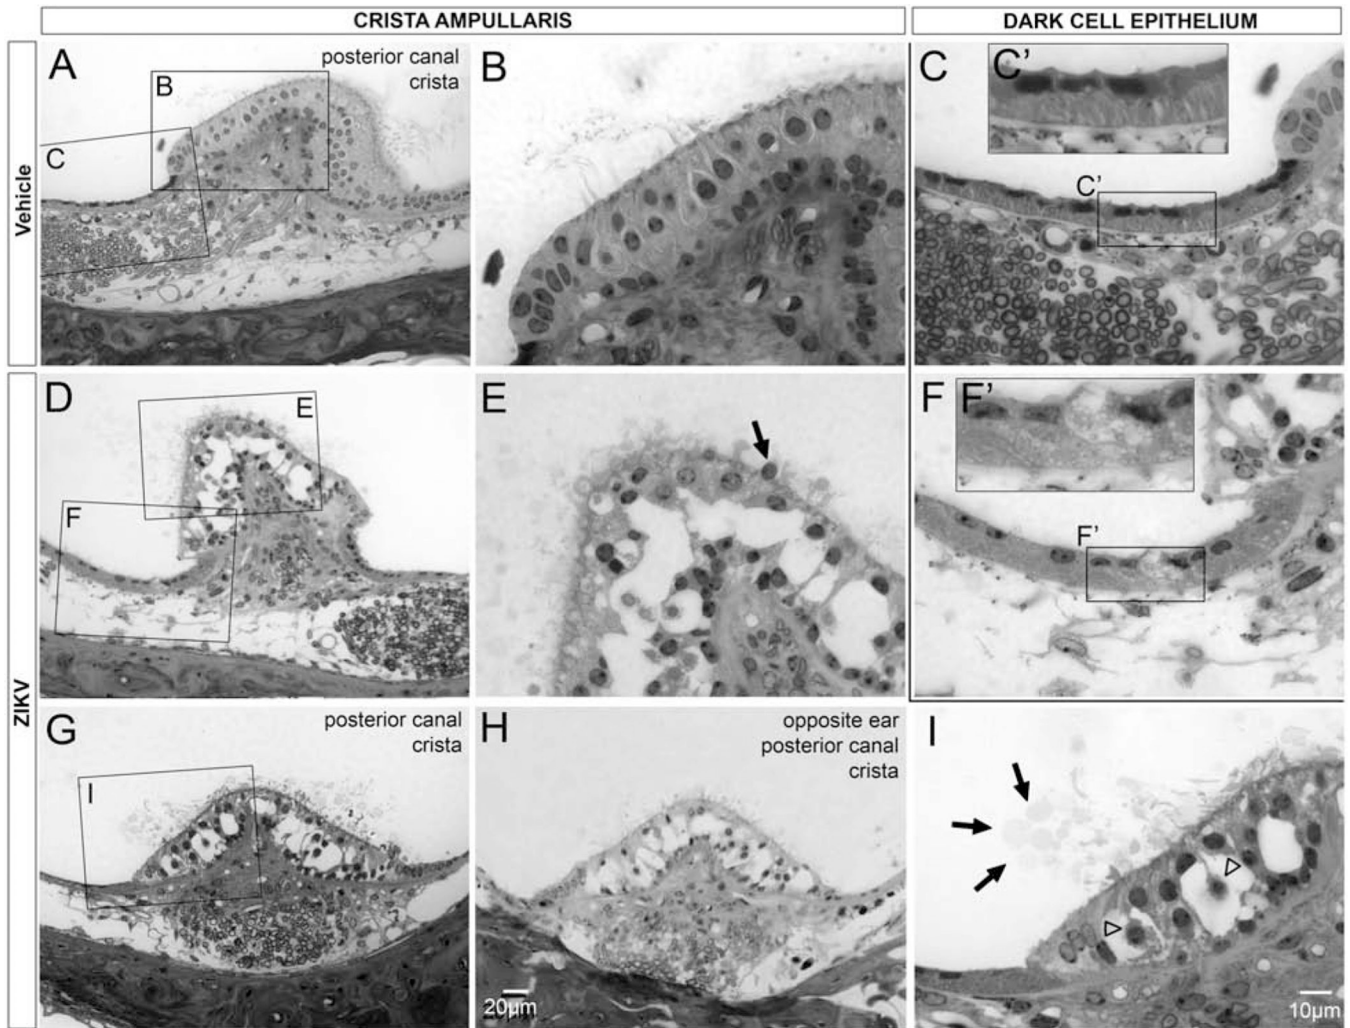 CRISTA AMPULLARIS
DARK CELL EPITHELIUM
Vehicle
A
posterior canal
crista
B
C
B
C
C’
C’
ZIKV
D
E
F
E
F
F’
F’
G
posterior canal
crista
I
H
opposite ear
posterior canal
crista
20µm
I
10µm